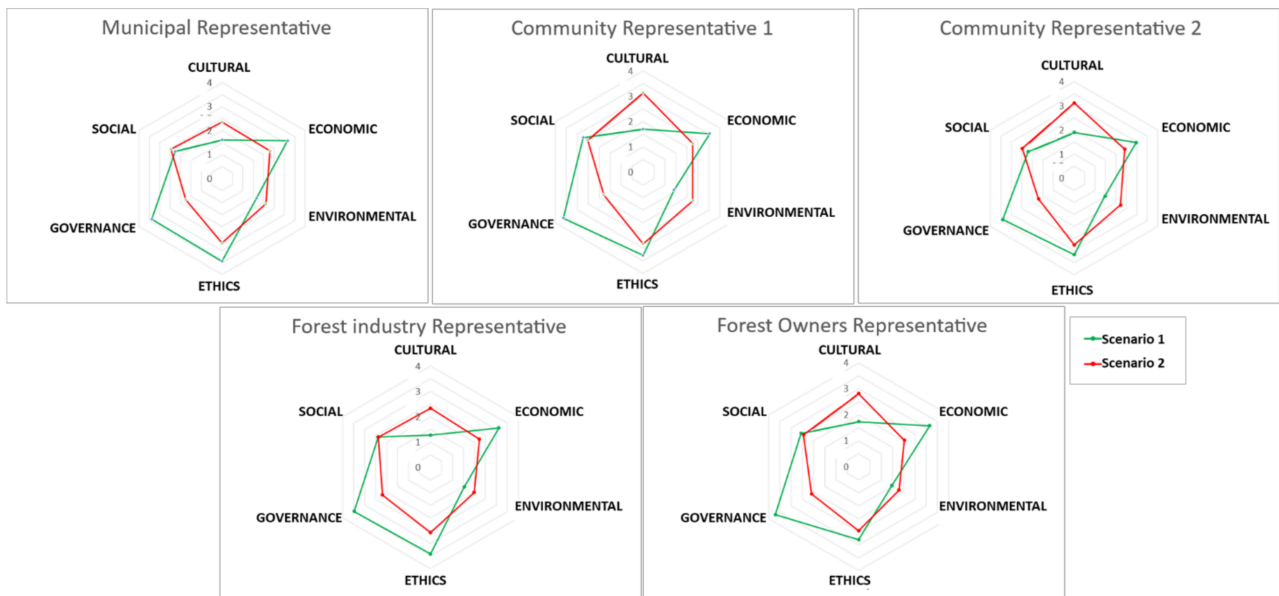 Municipal Representative
CULTURAL
4
3
2
1
0
SOCIAL
ECONOMIC
GOVERNANCE
ENVIRONMENTAL
ETHICS
Community Representative 1
CULTURAL
4
3
2
1
0
SOCIAL
ECONOMIC
GOVERNANCE
ENVIRONMENTAL
ETHICS
Community Representative 2
CULTURAL
4
3
2
1
0
SOCIAL
ECONOMIC
GOVERNANCE
ENVIRONMENTAL
ETHICS
Forest industry Representative
CULTURAL
4
3
2
1
0
SOCIAL
ECONOMIC
GOVERNANCE
ENVIRONMENTAL
ETHICS
Forest Owners Representative
CULTURAL
4
3
2
1
0
SOCIAL
ECONOMIC
GOVERNANCE
ENVIRONMENTAL
ETHICS
Scenario 1
Scenario 2